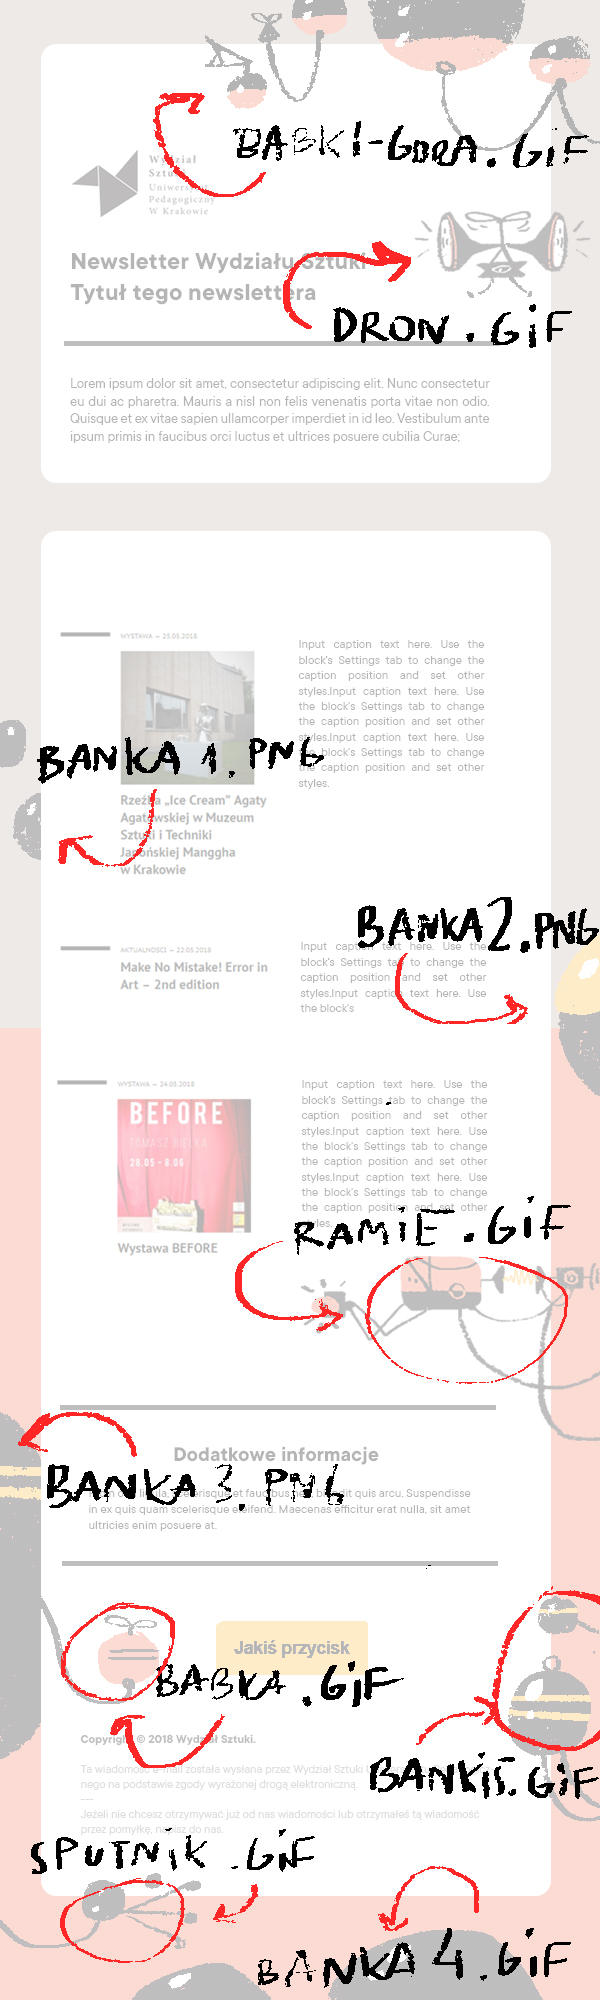 BABKI-GORA.GiF
Wydział
Sztuki
Uniwersytet
Pedagogiczny
W Krakowie
Newsletter Wydziału Sztuki
Tytuł tego newslettera
DRON.GiF
Lorem ipsum dolor sit amet, consectetur adipiscing elit. Nunc consectetur
eu dui ac pharetra. Mauris a nisl non felis venenatis porta vitae non odio.
Quisque et ex vitae sapien ullamcorper imperdiet in id leo. Vestibulum ante
ipsum primis in faucibus orci luctus et ultrices posuere cubilia Curae;
WYSTAWA – 25.05.2018
Input caption text here. Use the
block's Settings tab to change the
caption position and set other
styles.Input caption text here. Use
the block's Settings tab to change
the caption position and set other
styles.Input caption text here. Use
the block's Settings tab to change
the caption position and set other
styles.
BANKA 1.PNG
Rzeźba „Ice Cream” Agaty
Agatowskiej w Muzeum
Sztuki i Techniki
Japońskiej Manggha
w Krakowie
BANKA2.PNG
AKTUALNOŚCI – 22.05.2018
Make No Mistake! Error in
Art – 2nd edition
Input caption text here. Use the
block's Settings tab to change the
caption position and set other
styles.Input caption text here. Use
the block's
WYSTAWA – 24.05.2018
BEFORE
TOMASZ BIELKA
28.05 - 8.06
Wystawa BEFORE
Input caption text here. Use the
block's Settings tab to change the
caption position and set other
styles.Input caption text here. Use
the block's Settings tab to change
the caption position and set other
styles.Input caption text here. Use
the block's Settings tab to change
the caption position and set other
styles.
RAMiE.GiF
Dodatkowe informacje
BANKA 3.PNG
scelerisque et faucibus quis arcu. Suspendisse
in ex quis quam scelerisque eleifend. Maecenas efficitur erat nulla, sit amet
ultricies enim posuere at.
Jakiś przycisk
BABKA.GiF
Copyright © 2018 Wydział Sztuki.
Ta wiadomość e-mail została wysłana przez Wydział Sztuki
nego na podstawie zgody wyrażonej drogą elektroniczną.
---
BANKi5.GiF
Jeżeli nie chcesz otrzymywać już od nas wiadomości lub otrzymałeś tą wiadomość
przez pomyłkę, napisz do nas.
SPUTNiK.GiF
BANKA 4.GiF